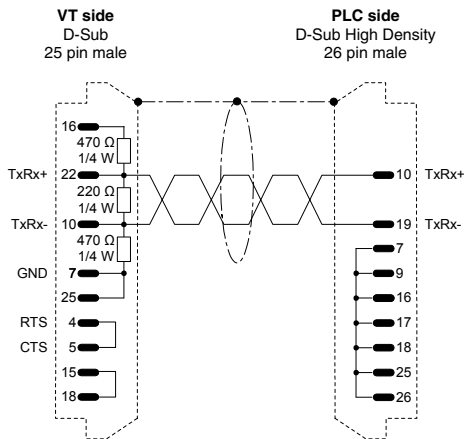 VT side
D-Sub
25 pin male
PLC side
D-Sub High Density
26 pin male
16
470 Ω
1/4 W
TxRx+ 22
10 TxRx+
220 Ω
1/4 W
TxRx- 10
19 TxRx-
470 Ω
1/4 W
7
GND 7
9
25
16
RTS 4
17
CTS 5
18
15
25
18
26